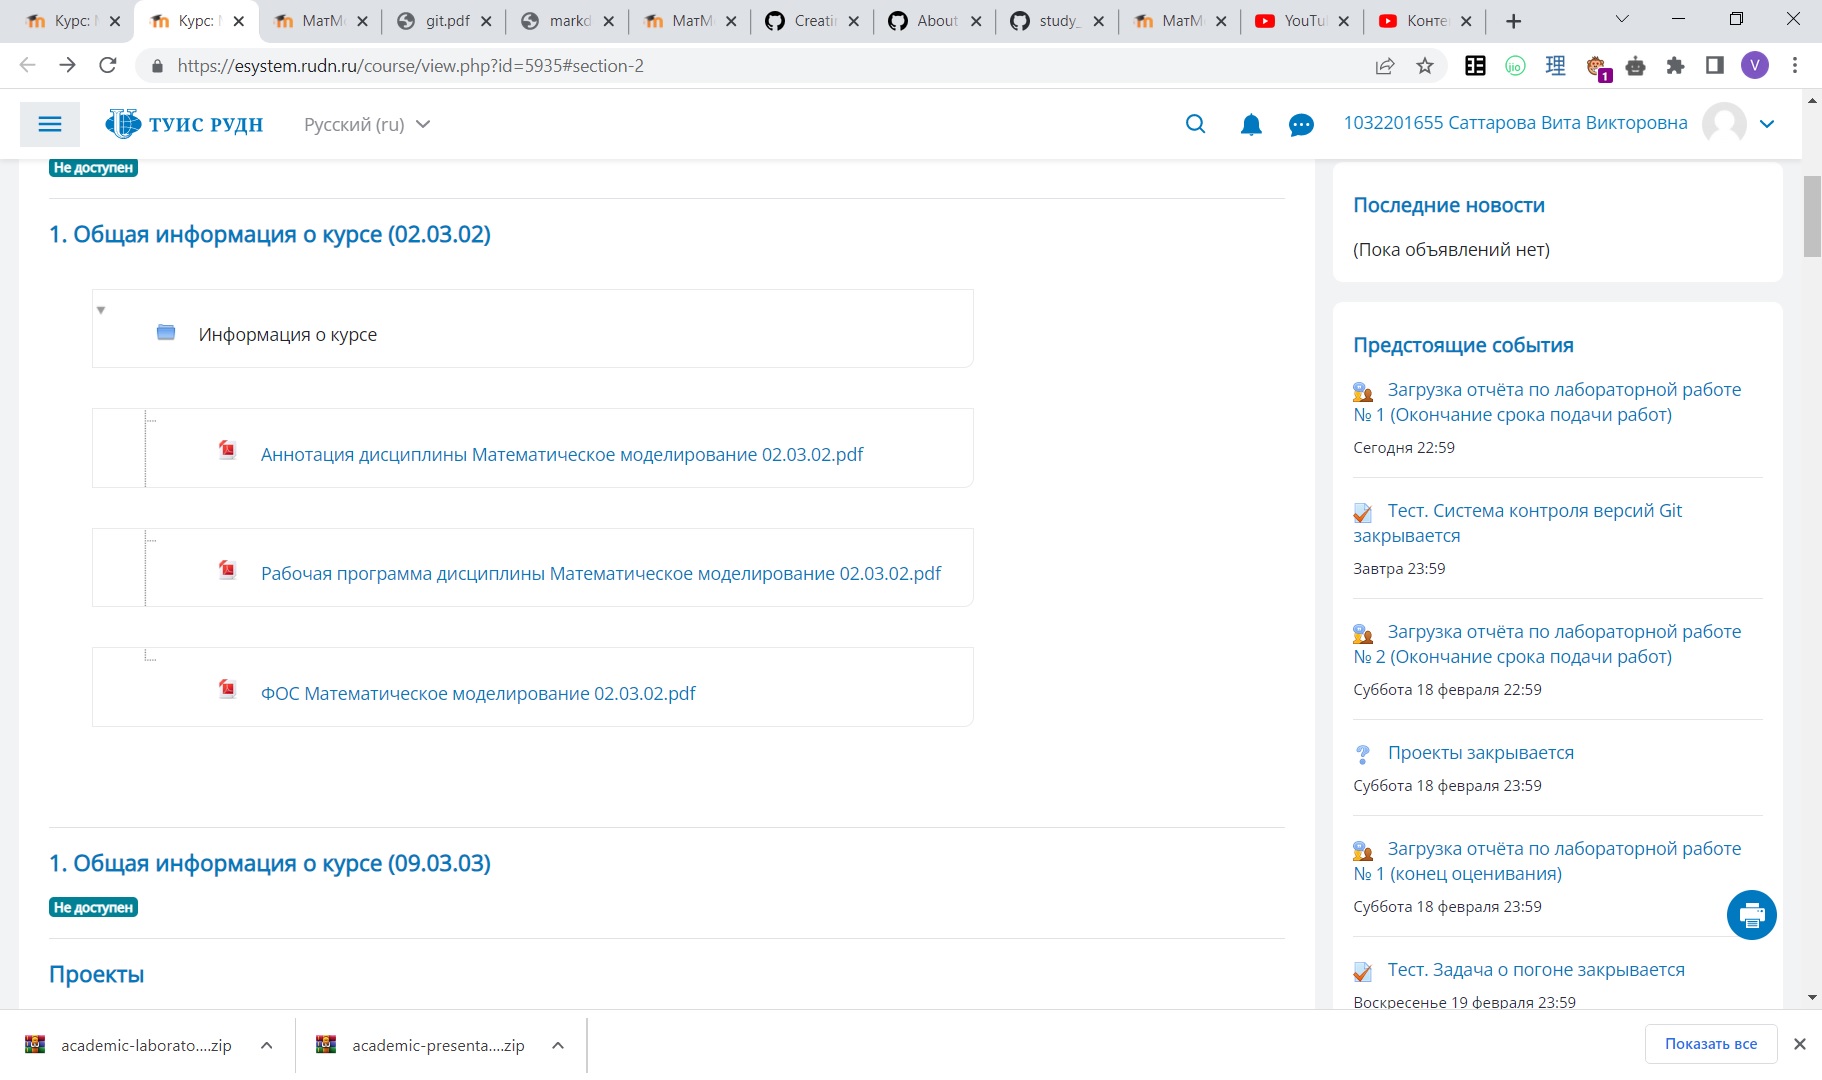 Курс:
Курс:
МатМ
git.pdf
markd
МатМ
Creatin
About
study_
МатМ
YouTu
Конте
https://esystem.rudn.ru/course/view.php?id=5935#section-2
jio
理
1
V
ТУИС РУДН
Русский (ru)
1032201655 Саттарова Вита Викторовна
Не доступен
1. Общая информация о курсе (02.03.02)
Информация о курсе
Аннотация дисциплины Математическое моделирование 02.03.02.pdf
Рабочая программа дисциплины Математическое моделирование 02.03.02.pdf
ФОС Математическое моделирование 02.03.02.pdf
1. Общая информация о курсе (09.03.03)
Не доступен
Проекты
Последние новости
(Пока объявлений нет)
Предстоящие события
Загрузка отчёта по лабораторной работе
№ 1 (Окончание срока подачи работ)
Сегодня 22:59
Тест. Система контроля версий Git
закрывается
Завтра 23:59
Загрузка отчёта по лабораторной работе
№ 2 (Окончание срока подачи работ)
Суббота 18 февраля 22:59
Проекты закрывается
Суббота 18 февраля 23:59
Загрузка отчёта по лабораторной работе
№ 1 (конец оценивания)
Суббота 18 февраля 23:59
Тест. Задача о погоне закрывается
Воскресенье 19 февраля 23:59
academic-laborato....zip
academic-presenta....zip
Показать все